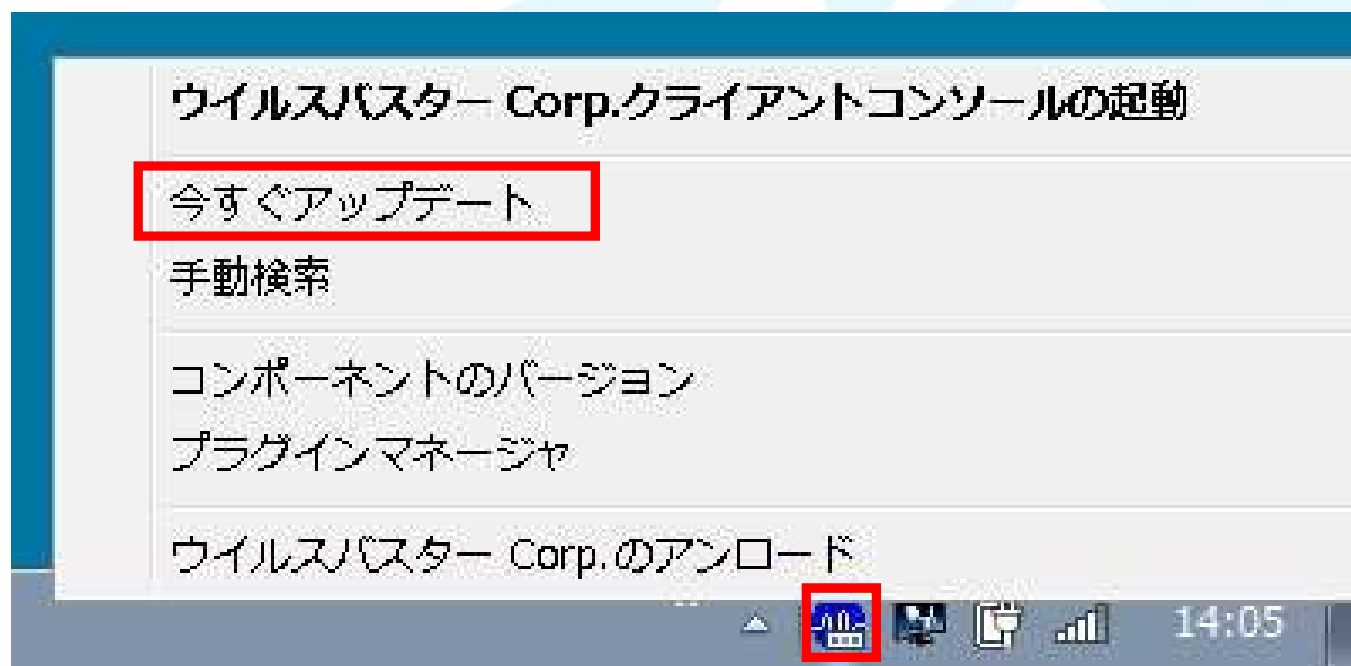 ウイルスバスター Corp.クライアントコンソールの起動
今すぐアップデート
手動検索
コンポーネントのバージョン
プラグインマネージャ
ウイルスバスター Corp.のアンロード
14:05